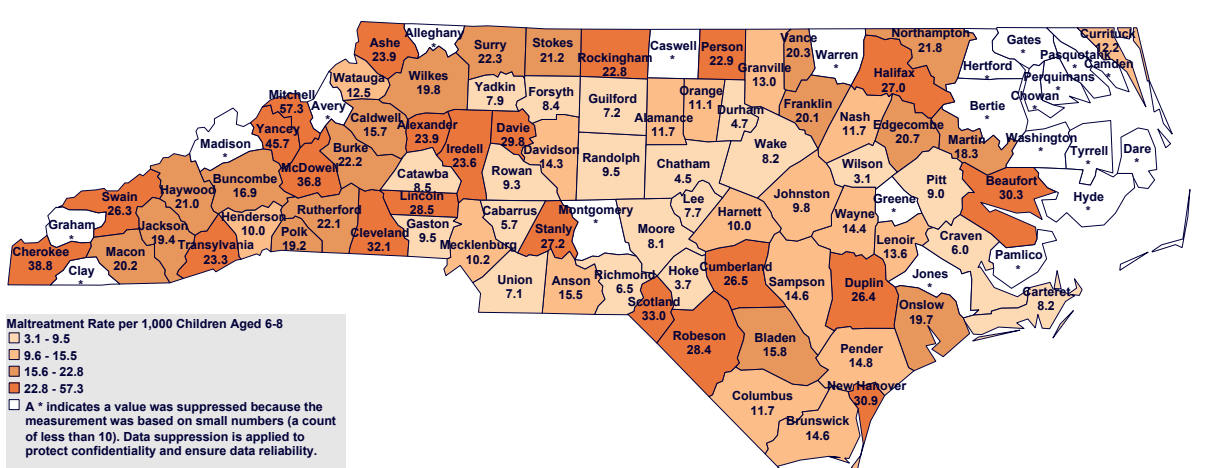 Ashe
23.9
Alleghany
*
Surry
22.3
Stokes
21.2
Rockingham
22.8
Caswell
*
Person
22.9
Granville
13.0
Vance
20.3
Warren
*
Northampton
21.8
Halifax
27.0
Gates
*
Hertford
*
Pasquotank
*
Currituck
12.2
Camden
*
Perquimans
*
Chowan
*
Bertie
*
Watauga
12.5
Wilkes
19.8
Yadkin
7.9
Forsyth
8.4
Guilford
7.2
Alamance
11.7
Orange
11.1
Durham
4.7
Franklin
20.1
Nash
11.7
Edgecombe
20.7
Martin
18.3
Washington
*
Tyrrell
*
Dare
*
Mitchell
57.3
Avery
*
Caldwell
15.7
Alexander
23.9
Iredell
23.6
Davie
29.8
Davidson
14.3
Randolph
9.5
Chatham
4.5
Wake
8.2
Wilson
3.1
Pitt
9.0
Beaufort
30.3
Hyde
*
Madison
*
Yancey
45.7
McDowell
36.8
Burke
22.2
Catawba
8.5
Rowan
9.3
Lee
7.7
Johnston
9.8
Greene
*
Swain
26.3
Haywood
21.0
Buncombe
16.9
Rutherford
22.1
Lincoln
28.5
Cabarrus
5.7
Stanly
27.2
Montgomery
*
Moore
8.1
Harnett
10.0
Wayne
14.4
Lenoir
13.6
Craven
6.0
Pamlico
*
Graham
*
Jackson
19.4
Henderson
10.0
Polk
19.2
Cleveland
32.1
Gaston
9.5
Mecklenburg
10.2
Cherokee
38.8
Clay
*
Macon
20.2
Transylvania
23.3
Union
7.1
Anson
15.5
Richmond
6.5
Hoke
3.7
Cumberland
26.5
Sampson
14.6
Duplin
26.4
Jones
*
Onslow
19.7
Carteret
8.2
Scotland
33.0
Robeson
28.4
Bladen
15.8
Pender
14.8
Columbus
11.7
New Hanover
30.9
Brunswick
14.6
Maltreatment Rate per 1,000 Children Aged 6-8
3.1 - 9.5
9.6 - 15.5
15.6 - 22.8
22.8 - 57.3
A * indicates a value was suppressed because the
measurement was based on small numbers (a count
of less than 10). Data suppression is applied to
protect confidentiality and ensure data reliability.